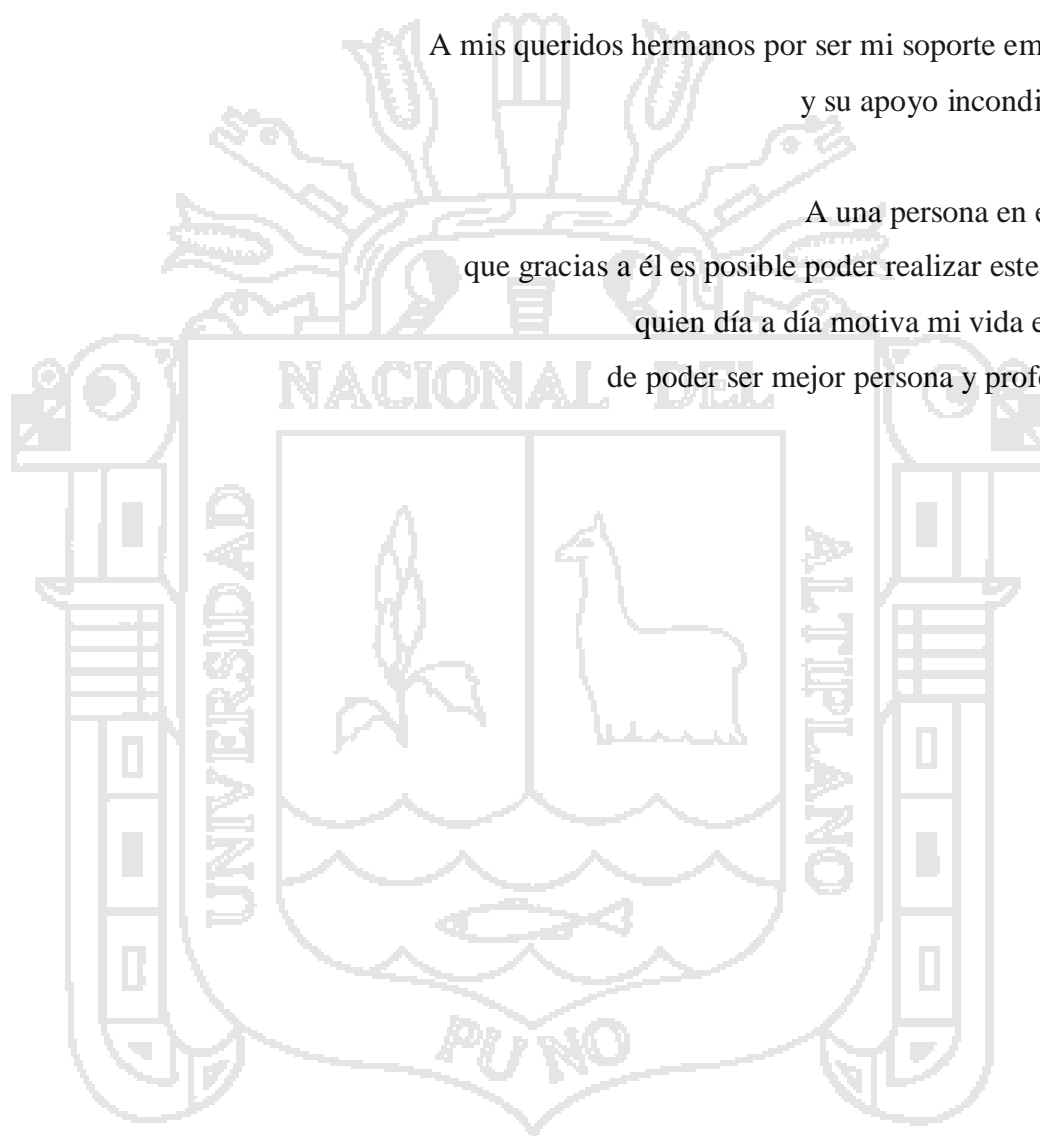 A mis queridos hermanos por ser mi soporte em
y su apoyo incondi
A una persona en e
que gracias a él es posible poder realizar este
quien día a día motiva mi vida e
de poder ser mejor persona y profe
NACIONAL DEL
UNIVERSIDAD
ALTIPLANO
PUNO